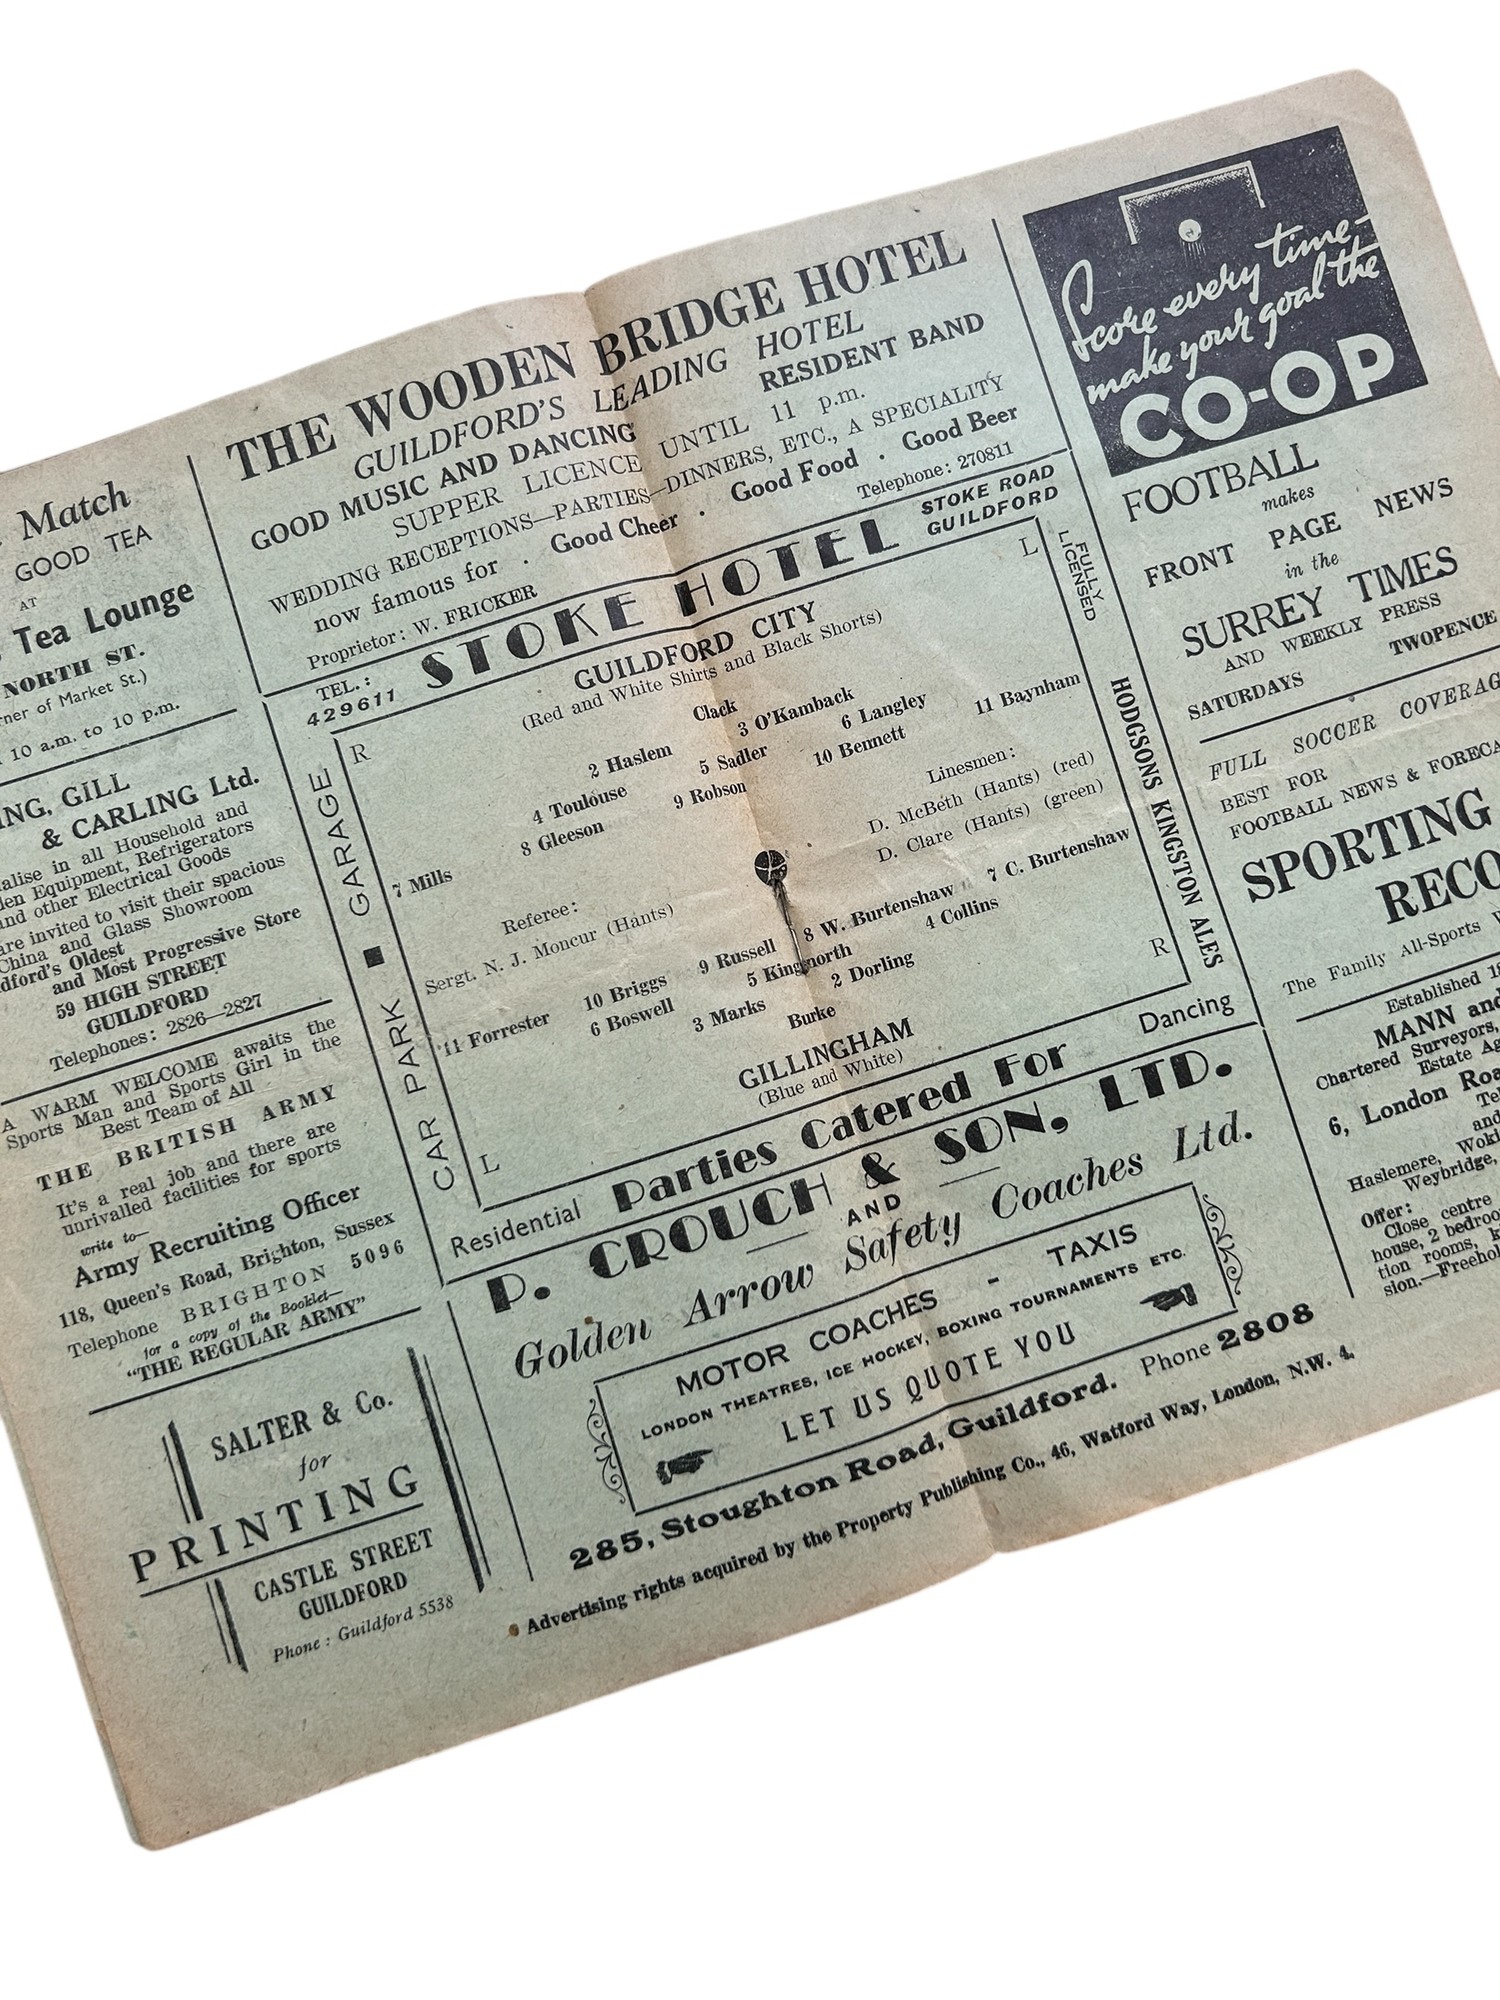 Match
GOOD TEA
AT
Tea Lounge
NORTH ST.
Market St.)
10 a.m. to 10 p.m.
GILL
& CARLING Ltd.
in all Household and
Equipment, Refrigerators
and other Electrical Goods
are invited to visit their spacious
China and Glass Showroom
Oldest
and Most Progressive Store
59 HIGH STREET
GUILDFORD
Telephones: 2826—2827
A WARM WELCOME awaits the
Sports Man and Sports Girl in the
Best Team of All
THE BRITISH ARMY
It's a real job and there are
unrivalled facilities for sports
write to—
Army Recruiting Officer
118, Queen's Road, Brighton, Sussex
Telephone BRIGHTON 5096
for a copy of the Booklet—
"THE REGULAR ARMY"
SALTER & Co.
for
PRINTING
CASTLE STREET
GUILDFORD
Phone : Guildford 5538
THE WOODEN BRIDGE HOTEL
GUILDFORD'S LEADING HOTEL
GOOD MUSIC AND DANCING RESIDENT BAND
SUPPER LICENCE UNTIL 11 p.m.
WEDDING RECEPTIONS—PARTIES—DINNERS, ETC., A SPECIALITY
now famous for . Good Cheer . Good Food . Good Beer
Proprietor: W. FRICKER Telephone: 270811
TEL.:
429611
STOKE HOTEL
STOKE ROAD
GUILDFORD
FULLY
LICENSED
HODGSONS KINGSTON ALES
CAR PARK ■ GARAGE
R L
GUILDFORD CITY
(Red and White Shirts and Black Shorts)
Clack
2 Haslem 3 O'Kamback
4 Toulouse 5 Sadler 6 Langley
8 Gleeson 9 Robson 10 Bennett 11 Baynham
7 Mills
Linesmen:
D. McBeth (Hants) (red)
D. Clare (Hants) (green)
Referee:
Sergt. N. J. Moncur (Hants)
7 C. Burtenshaw
8 W. Burtenshaw
9 Russell
10 Briggs
11 Forrester
4 Collins
5 Kingsnorth
6 Boswell
2 Dorling
3 Marks
Burke
GILLINGHAM
(Blue and White)
L R
Residential Parties Catered For Dancing
P. CROUCH & SON, LTD.
AND
Golden Arrow Safety Coaches Ltd.
MOTOR COACHES - TAXIS
LONDON THEATRES, ICE HOCKEY, BOXING TOURNAMENTS ETC.
LET US QUOTE YOU
285, Stoughton Road, Guildford. Phone 2808
Advertising rights acquired by the Property Publishing Co., 46, Watford Way, London, N.W. 4.
Score every time—
make your goal the
CO-OP
FOOTBALL
makes
FRONT PAGE NEWS
in the
SURREY TIMES
AND WEEKLY PRESS
SATURDAYS TWOPENCE
FULL SOCCER
BEST FOR
FOOTBALL NEWS &
SPORTING
The Family All-Sports
Established
MANN and
Chartered Surveyors,
Estate
6, London
and
Haslemere,
Weybridge,
Offer:
Close centre
house, 2
tion rooms,